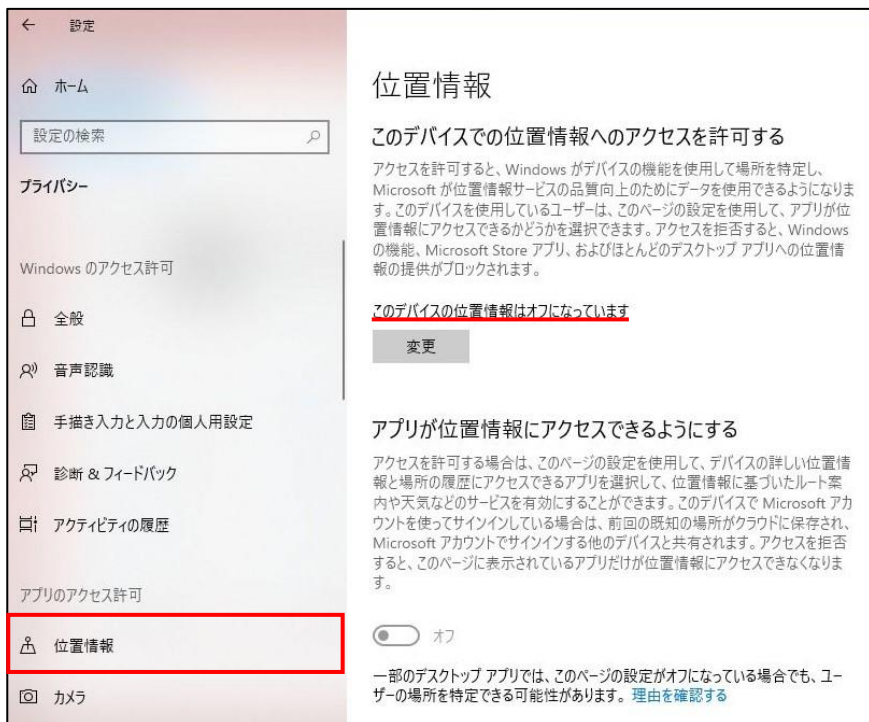 設定
ホーム
設定の検索
プライバシー
Windows のアクセス許可
全般
音声認識
手描き入力と入力の個人用設定
診断 & フィードバック
アクティビティの履歴
アプリのアクセス許可
位置情報
カメラ
位置情報
このデバイスでの位置情報へのアクセスを許可する
アクセスを許可すると、Windows がデバイスの機能を使用して場所を特定し、
Microsoft が位置情報サービスの品質向上のためにデータを使用できるようになりま
す。このデバイスを使用しているユーザーは、このページの設定を使用して、アプリが位
置情報にアクセスできるかどうかを選択できます。アクセスを拒否すると、Windows
の機能、Microsoft Store アプリ、およびほとんどのデスクトップ アプリへの位置情
報の提供がブロックされます。
このデバイスの位置情報はオフになっています
変更
アプリが位置情報にアクセスできるようにする
アクセスを許可する場合は、このページの設定を使用して、デバイスの詳しい位置情
報と場所の履歴にアクセスできるアプリを選択して、位置情報に基づいたルート案
内や天気などのサービスを有効にすることができます。このデバイスで Microsoft アカ
ウントを使ってサインインしている場合は、前回の既知の場所がクラウドに保存され、
Microsoft アカウントでサインインする他のデバイスと共有されます。アクセスを拒否
すると、このページに表示されているアプリだけが位置情報にアクセスできなくなりま
す。
オフ
一部のデスクトップ アプリでは、このページの設定がオフになっている場合でも、ユー
ザーの場所を特定できる可能性があります。 理由を確認する